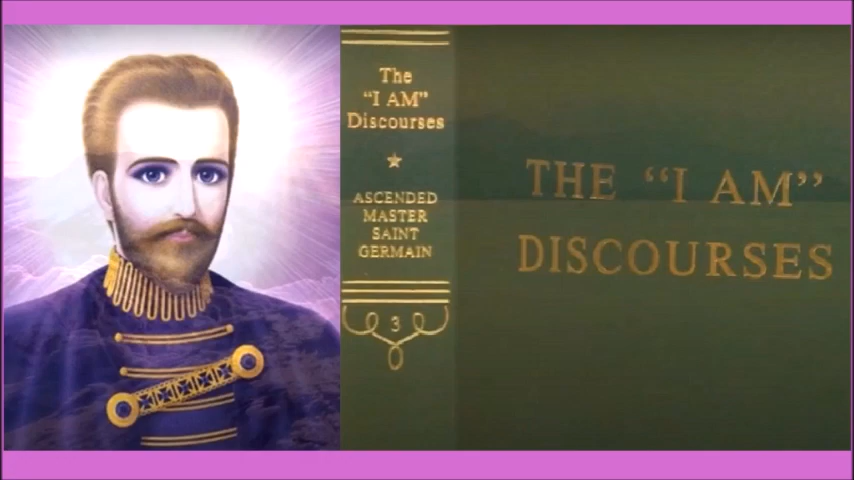 The
“I AM”
Discourses
ASCENDED
MASTER
SAINT
GERMAIN
3
THE “I AM”
DISCOURSES